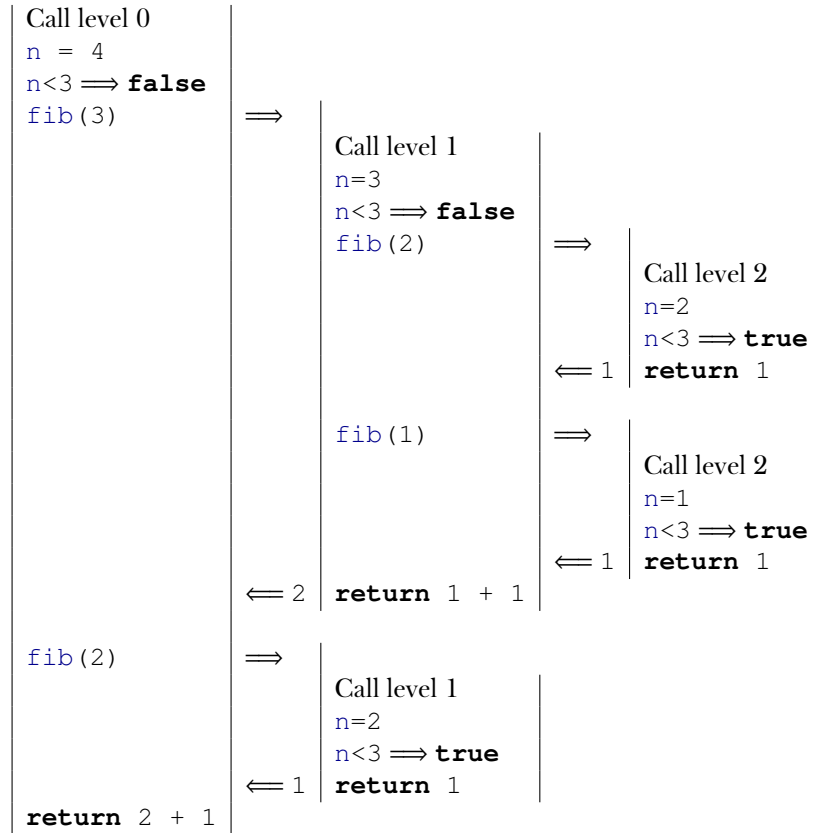 Call level 0
n = 4
n<3 ⟹ false
fib(3) ⟹
Call level 1
n=3
n<3 ⟹ false
fib(2) ⟹
Call level 2
n=2
n<3 ⟹ true
⟸ 1 return 1
fib(1) ⟹
Call level 2
n=1
n<3 ⟹ true
⟸ 1 return 1
⟸ 2 return 1 + 1
fib(2) ⟹
Call level 1
n=2
n<3 ⟹ true
⟸ 1 return 1
return 2 + 1